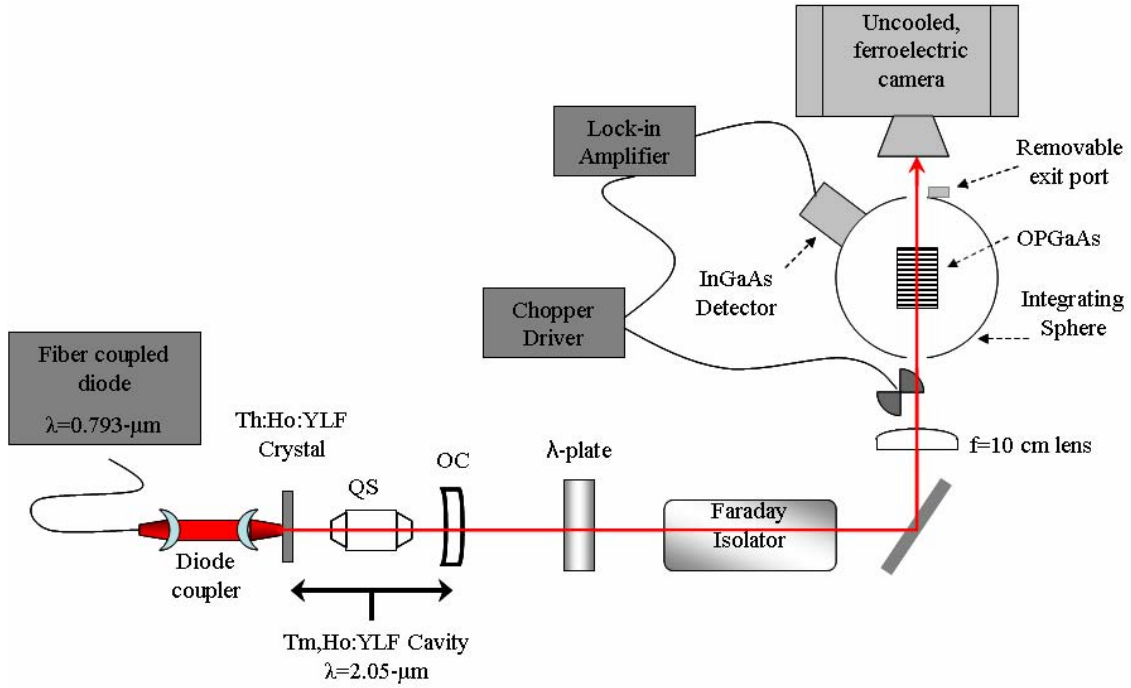 Uncooled,
ferroelectric
camera
Lock-in
Amplifier
Removable
exit port
OPGaAs
InGaAs
Detector
Integrating
Sphere
Chopper
Driver
Fiber coupled
diode
λ=0.793-μm
Th:Ho:YLF
Crystal
QS
OC
λ-plate
f=10 cm lens
Faraday
Isolator
Diode
coupler
Tm,Ho:YLF Cavity
λ=2.05-μm